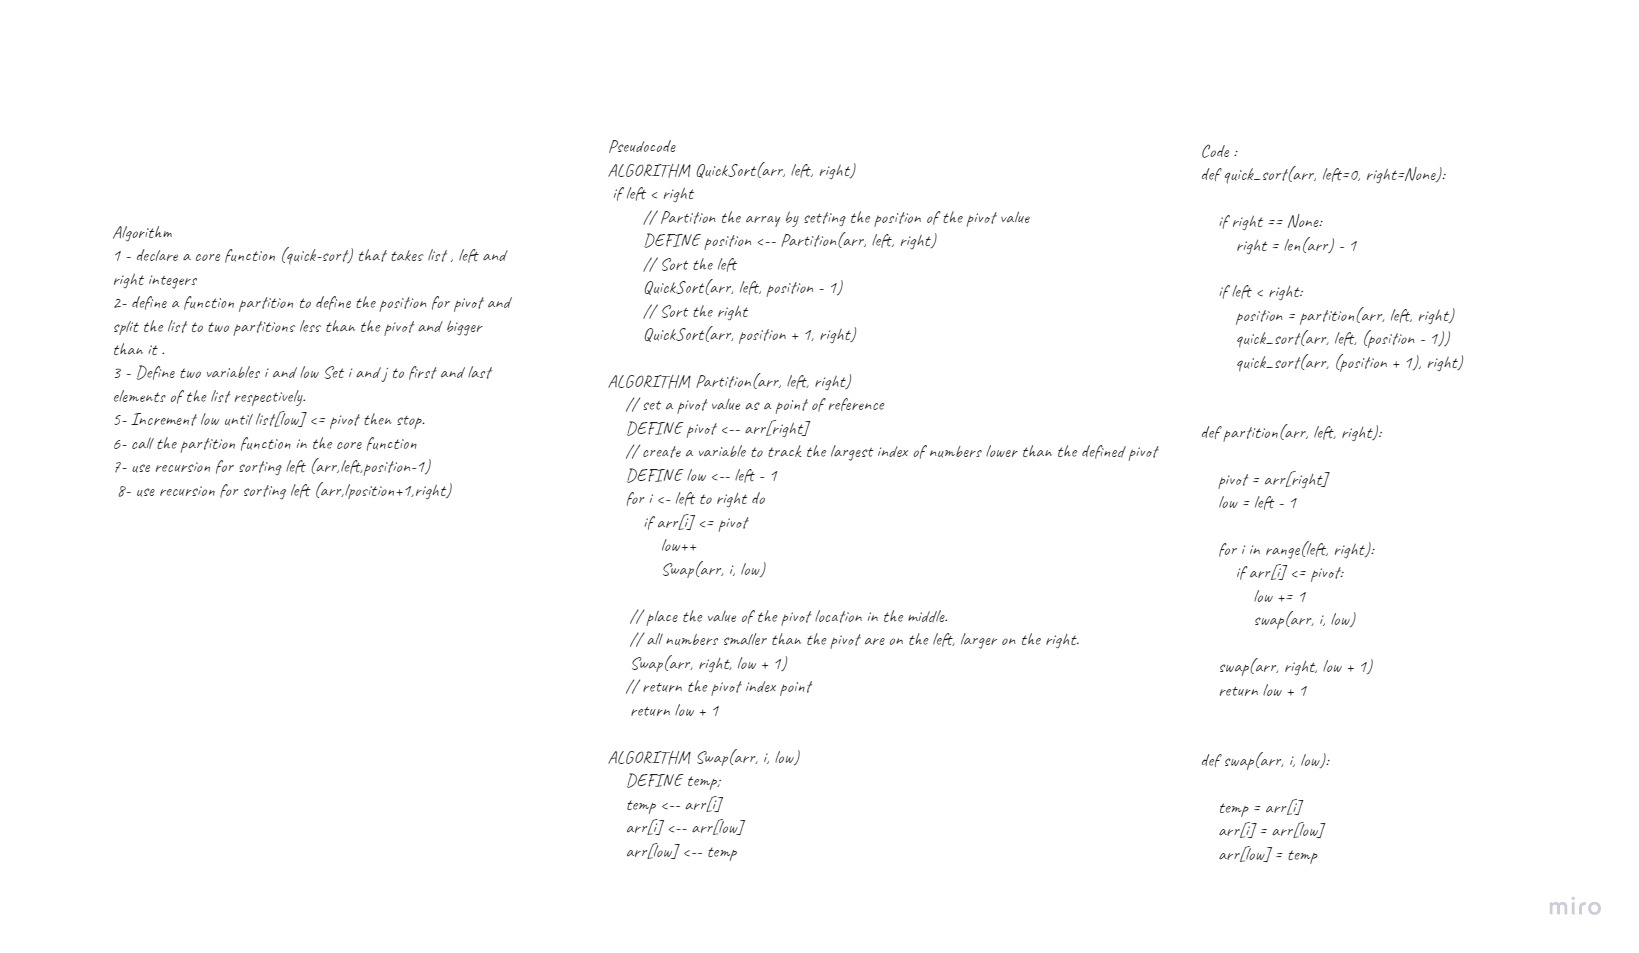 Algorithm
1 - declare a core function (quick-sort) that takes list , left and
right integers
2- define a function partition to define the position for pivot and
split the list to two partitions less than the pivot and bigger
than it .
3 - Define two variables i and low Set i and j to first and last
elements of the list respectively.
5- Increment low until list[low] <= pivot then stop.
6- call the partition function in the core function
7- use recursion for sorting left (arr,left,position-1)
8- use recursion for sorting left (arr,lposition+1,right)
Pseudocode
ALGORITHM QuickSort(arr, left, right)
if left < right
// Partition the array by setting the position of the pivot value
DEFINE position <-- Partition(arr, left, right)
// Sort the left
QuickSort(arr, left, position - 1)
// Sort the right
QuickSort(arr, position + 1, right)
ALGORITHM Partition(arr, left, right)
// set a pivot value as a point of reference
DEFINE pivot <-- arr[right]
// create a variable to track the largest index of numbers lower than the defined pivot
DEFINE low <-- left - 1
for i <- left to right do
if arr[i] <= pivot
low++
Swap(arr, i, low)
// place the value of the pivot location in the middle.
// all numbers smaller than the pivot are on the left, larger on the right.
Swap(arr, right, low + 1)
// return the pivot index point
return low + 1
ALGORITHM Swap(arr, i, low)
DEFINE temp;
temp <-- arr[i]
arr[i] <-- arr[low]
arr[low] <-- temp
Code :
def quick_sort(arr, left=0, right=None):
if right == None:
right = len(arr) - 1
if left < right:
position = partition(arr, left, right)
quick_sort(arr, left, (position - 1))
quick_sort(arr, (position + 1), right)
def partition(arr, left, right):
pivot = arr[right]
low = left - 1
for i in range(left, right):
if arr[i] <= pivot:
low += 1
swap(arr, i, low)
swap(arr, right, low + 1)
return low + 1
def swap(arr, i, low):
temp = arr[i]
arr[i] = arr[low]
arr[low] = temp
miro